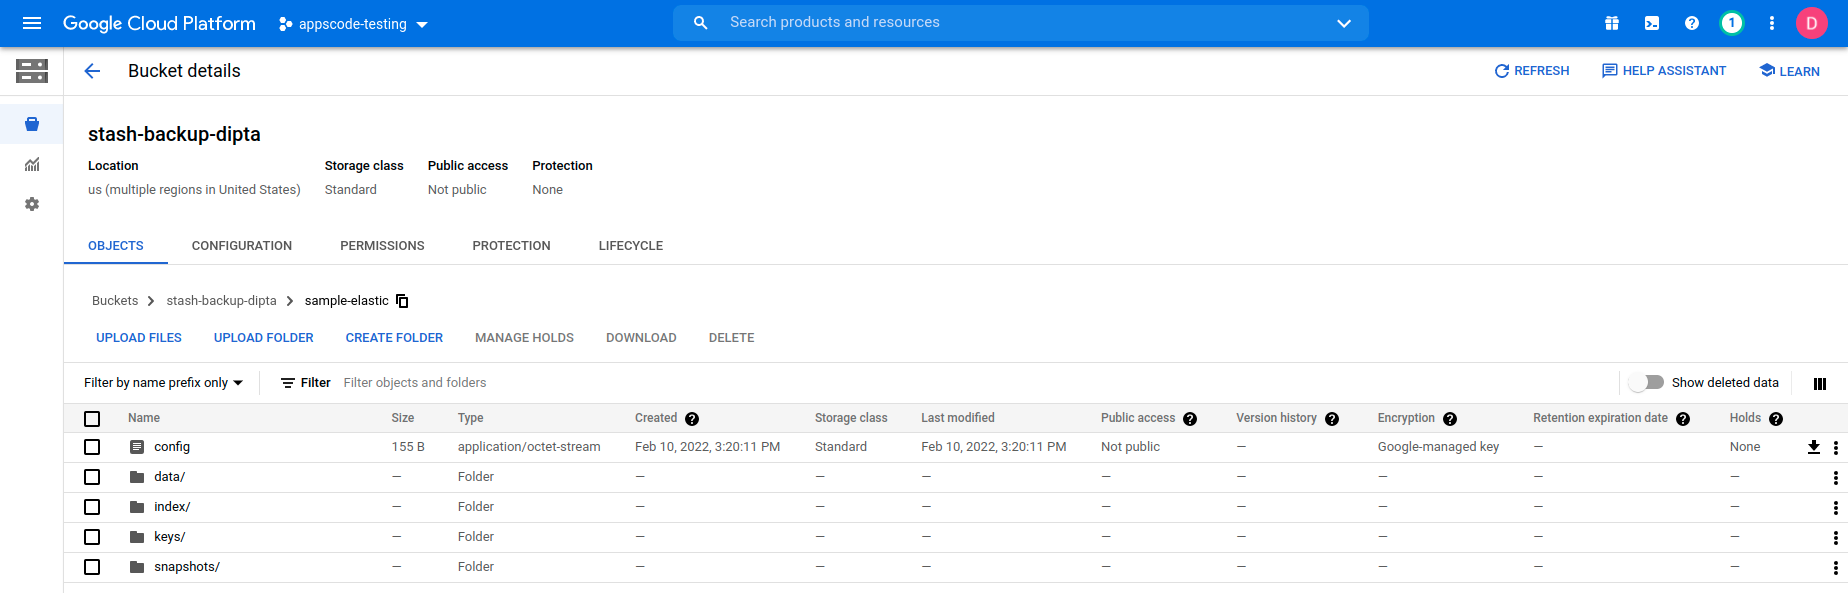 Google Cloud Platform appscode-testing Search products and resources 1 D
Bucket details REFRESH HELP ASSISTANT LEARN
stash-backup-dipta
Location Storage class Public access Protection
us (multiple regions in United States) Standard Not public None
OBJECTS CONFIGURATION PERMISSIONS PROTECTION LIFECYCLE
Buckets > stash-backup-dipta > sample-elastic
UPLOAD FILES UPLOAD FOLDER CREATE FOLDER MANAGE HOLDS DOWNLOAD DELETE
Filter by name prefix only Filter Filter objects and folders Show deleted data
Name Size Type Created ? Storage class Last modified Public access ? Version history ? Encryption ? Retention expiration date ? Holds ?
config 155 B application/octet-stream Feb 10, 2022, 3:20:11 PM Standard Feb 10, 2022, 3:20:11 PM Not public — Google-managed key — None
data/ — Folder — — — — — — — —
index/ — Folder — — — — — — — —
keys/ — Folder — — — — — — — —
snapshots/ — Folder — — — — — — — —